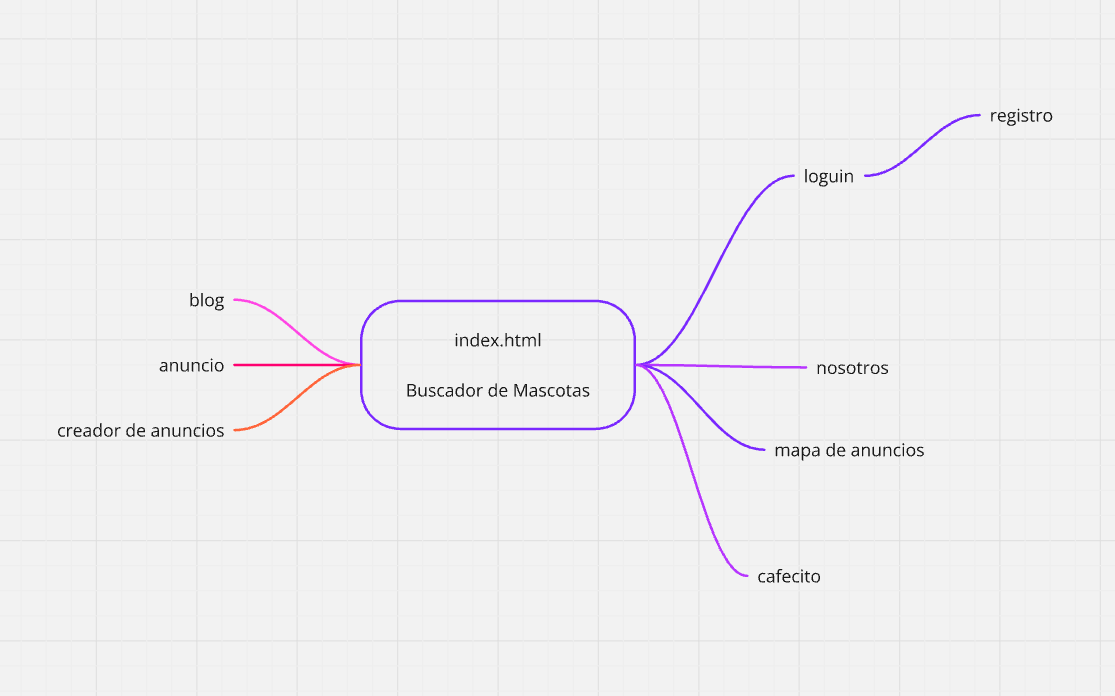 registro
loguin
blog
index.html
anuncio
nosotros
Buscador de Mascotas
creador de anuncios
mapa de anuncios
cafecito